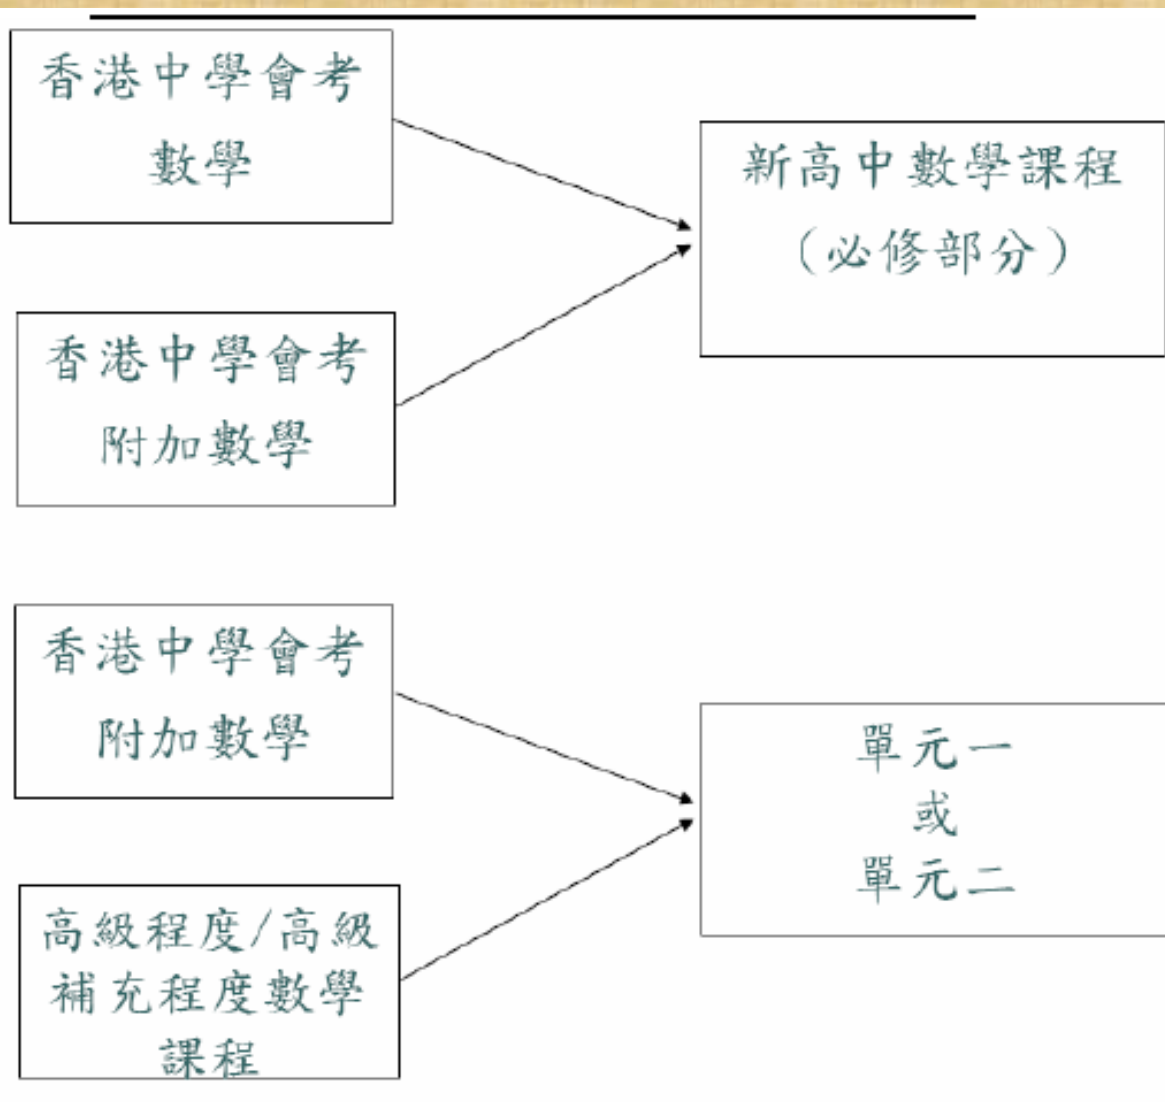 香港中學會考
數學
新高中數學課程
（必修部分）
香港中學會考
附加數學
香港中學會考
附加數學
單元一
或
單元二
高級程度/高級
補充程度數學
課程